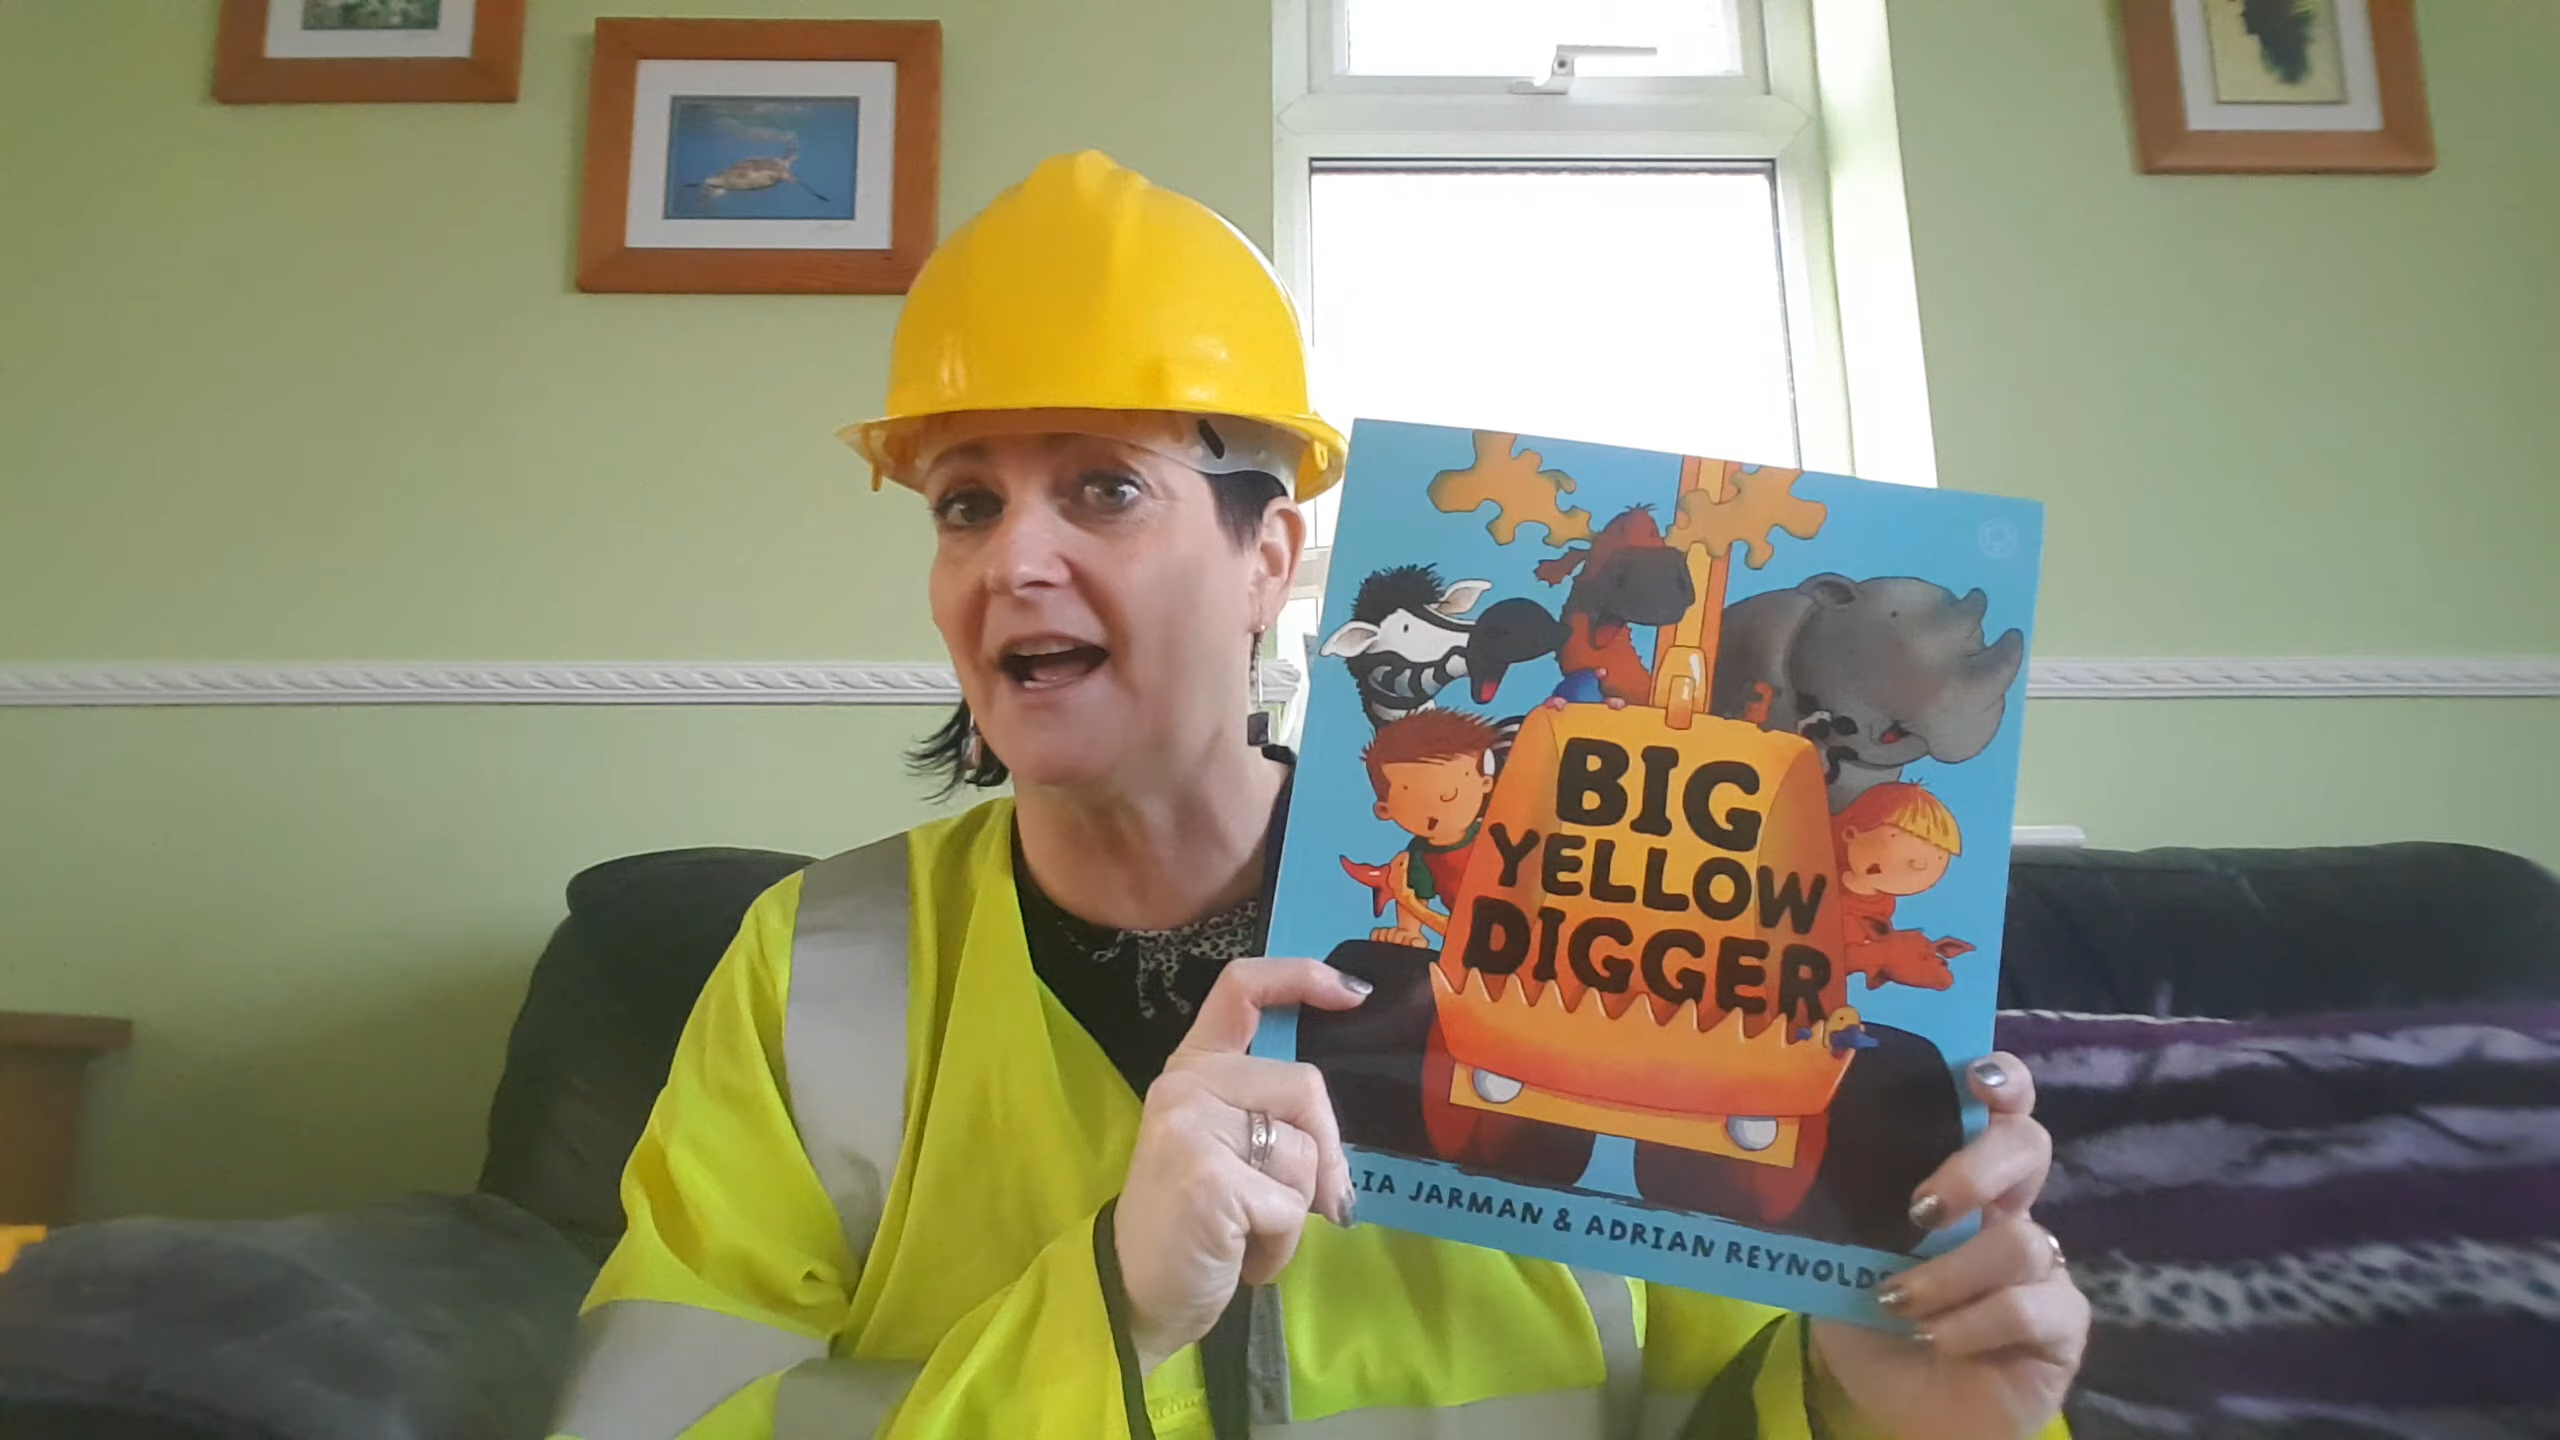 BIG
YELLOW
DIGGER
LIA JARMAN & ADRIAN REYNOLDS